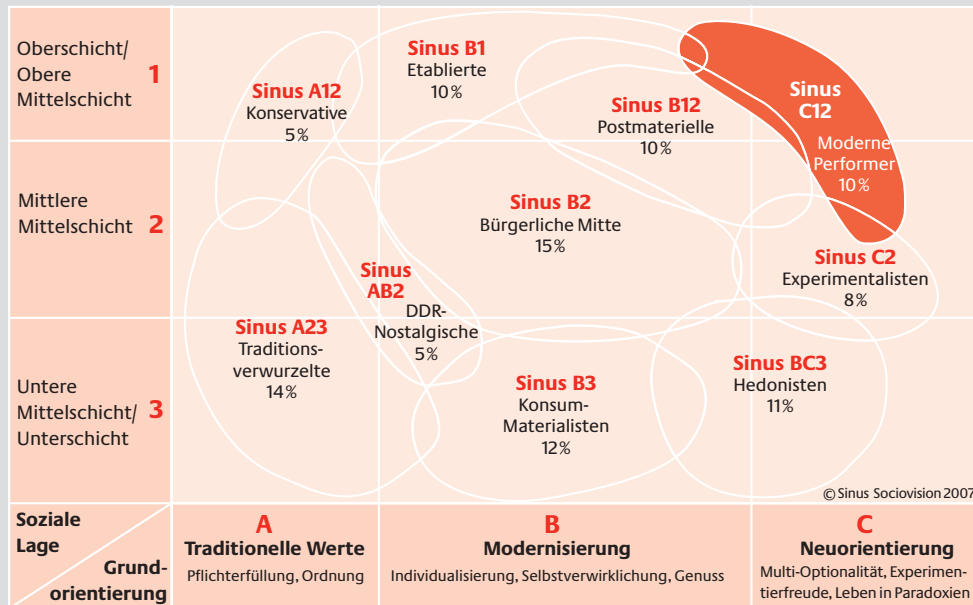 Oberschicht/
Obere
Mittelschicht
1
Sinus A12
Konservative
5%
Sinus B1
Etablierte
10%
Sinus B12
Postmaterielle
10%
Sinus
C12
Moderne
Performer
10%
Mittlere
Mittelschicht
2
Sinus B2
Bürgerliche Mitte
15%
Sinus
AB2
DDR-
Nostalgische
5%
Sinus C2
Experimentalisten
8%
Untere
Mittelschicht/
Unterschicht
3
Sinus A23
Traditions-
verwurzelte
14%
Sinus B3
Konsum-
Materialisten
12%
Sinus BC3
Hedonisten
11%
© Sinus Sociovision 2007
Soziale
Lage
Grund-
orientierung
A
Traditionelle Werte
Pflichterfüllung, Ordnung
B
Modernisierung
Individualisierung, Selbstverwirklichung, Genuss
C
Neuorientierung
Multi-Optionalität, Experimen-
tierfreude, Leben in Paradoxien